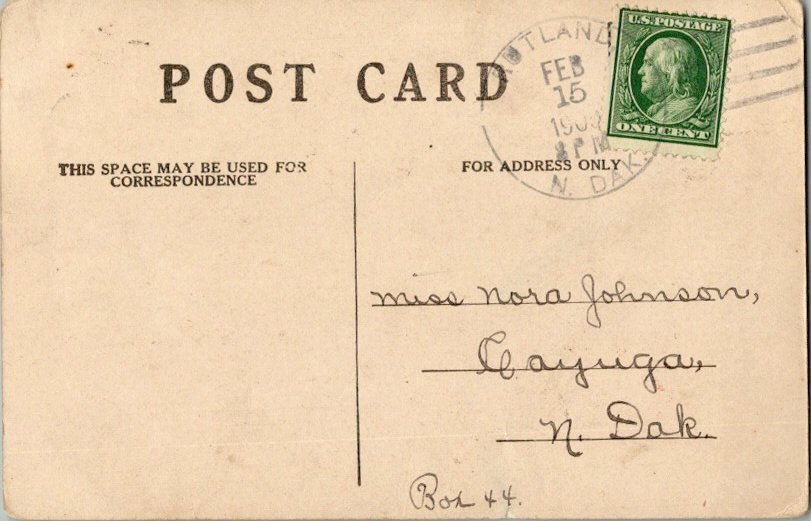 POST CARD
THIS SPACE MAY BE USED FOR
CORRESPONDENCE
FOR ADDRESS ONLY
RUTLAND
FEB
15
8 PM
N. DAK.
U.S. POSTAGE
ONE CENT
Miss Nora Johnson,
Cayuga,
N. Dak.
Box 44.